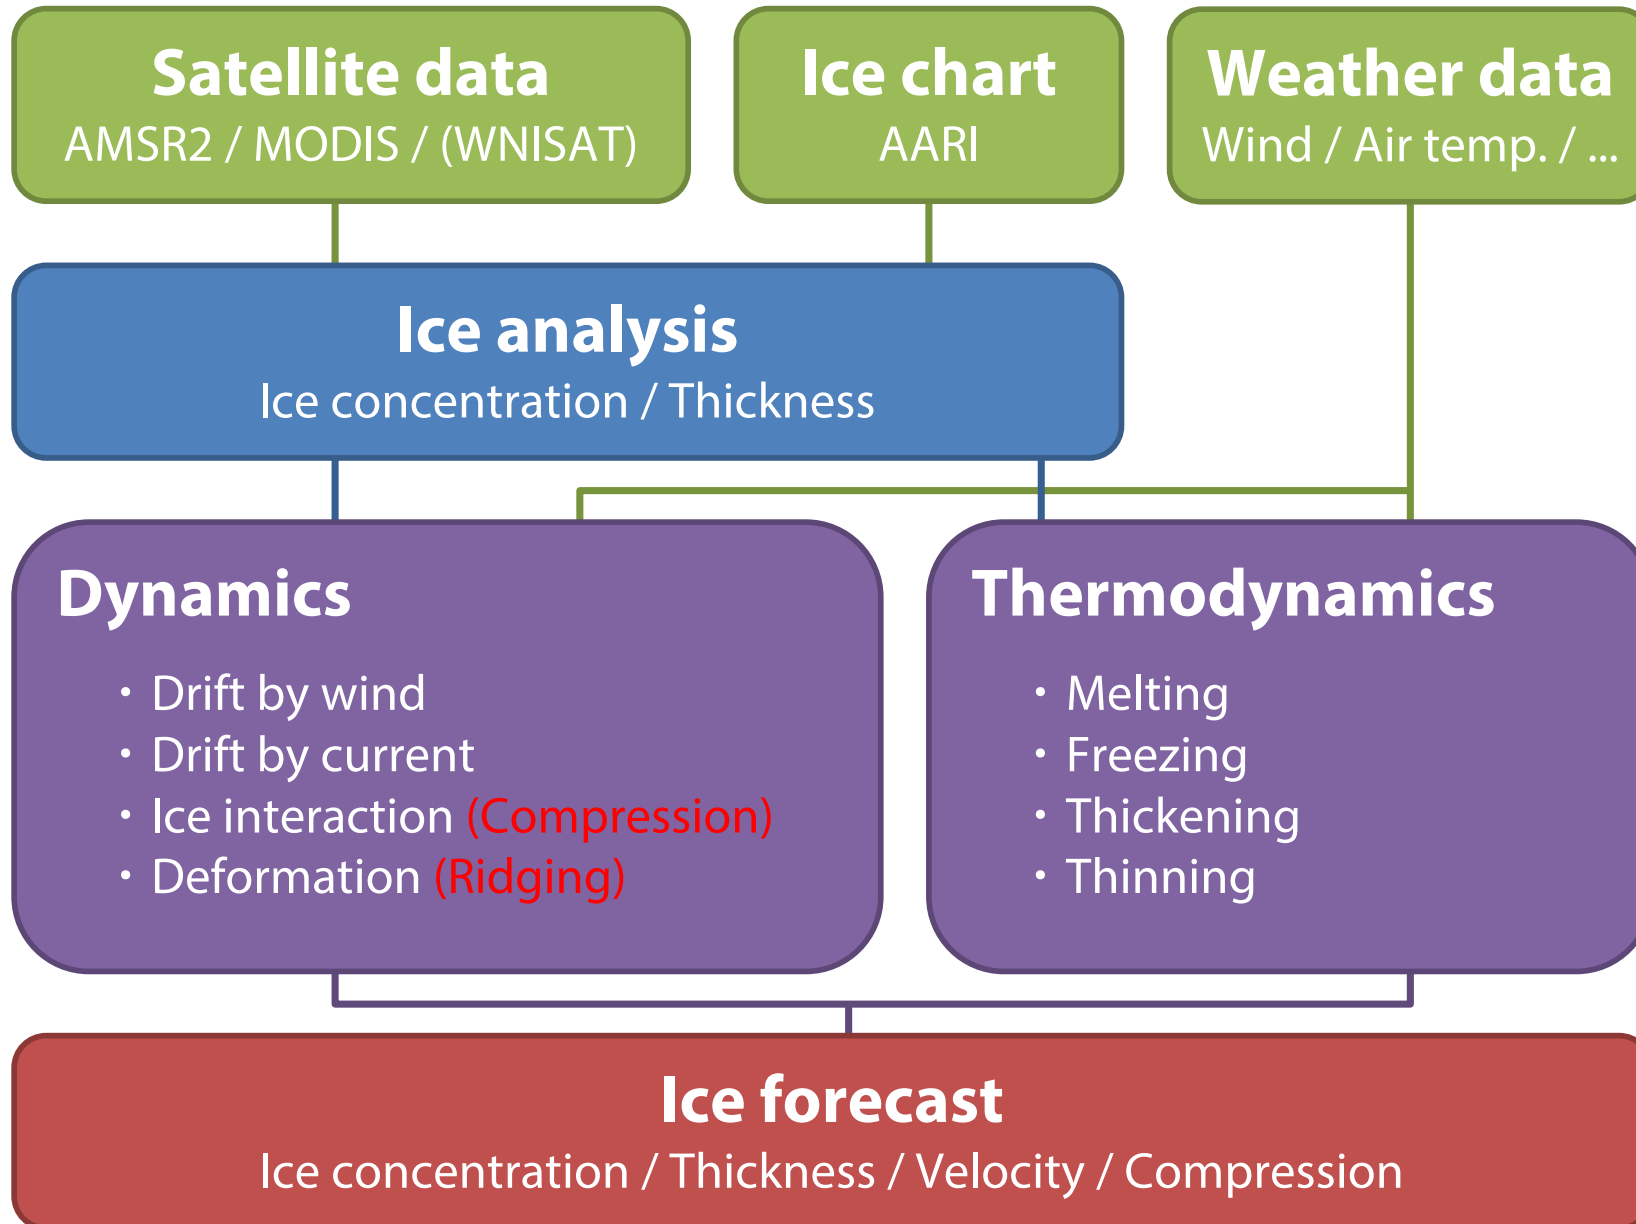 Satellite data
AMSR2 / MODIS / (WNISAT)
Ice chart
AARI
Weather data
Wind / Air temp. / ...
Ice analysis
Ice concentration / Thickness
Dynamics
・Drift by wind
・Drift by current
・Ice interaction (Compression)
・Deformation (Ridging)
Thermodynamics
・Melting
・Freezing
・Thickening
・Thinning
Ice forecast
Ice concentration / Thickness / Velocity / Compression